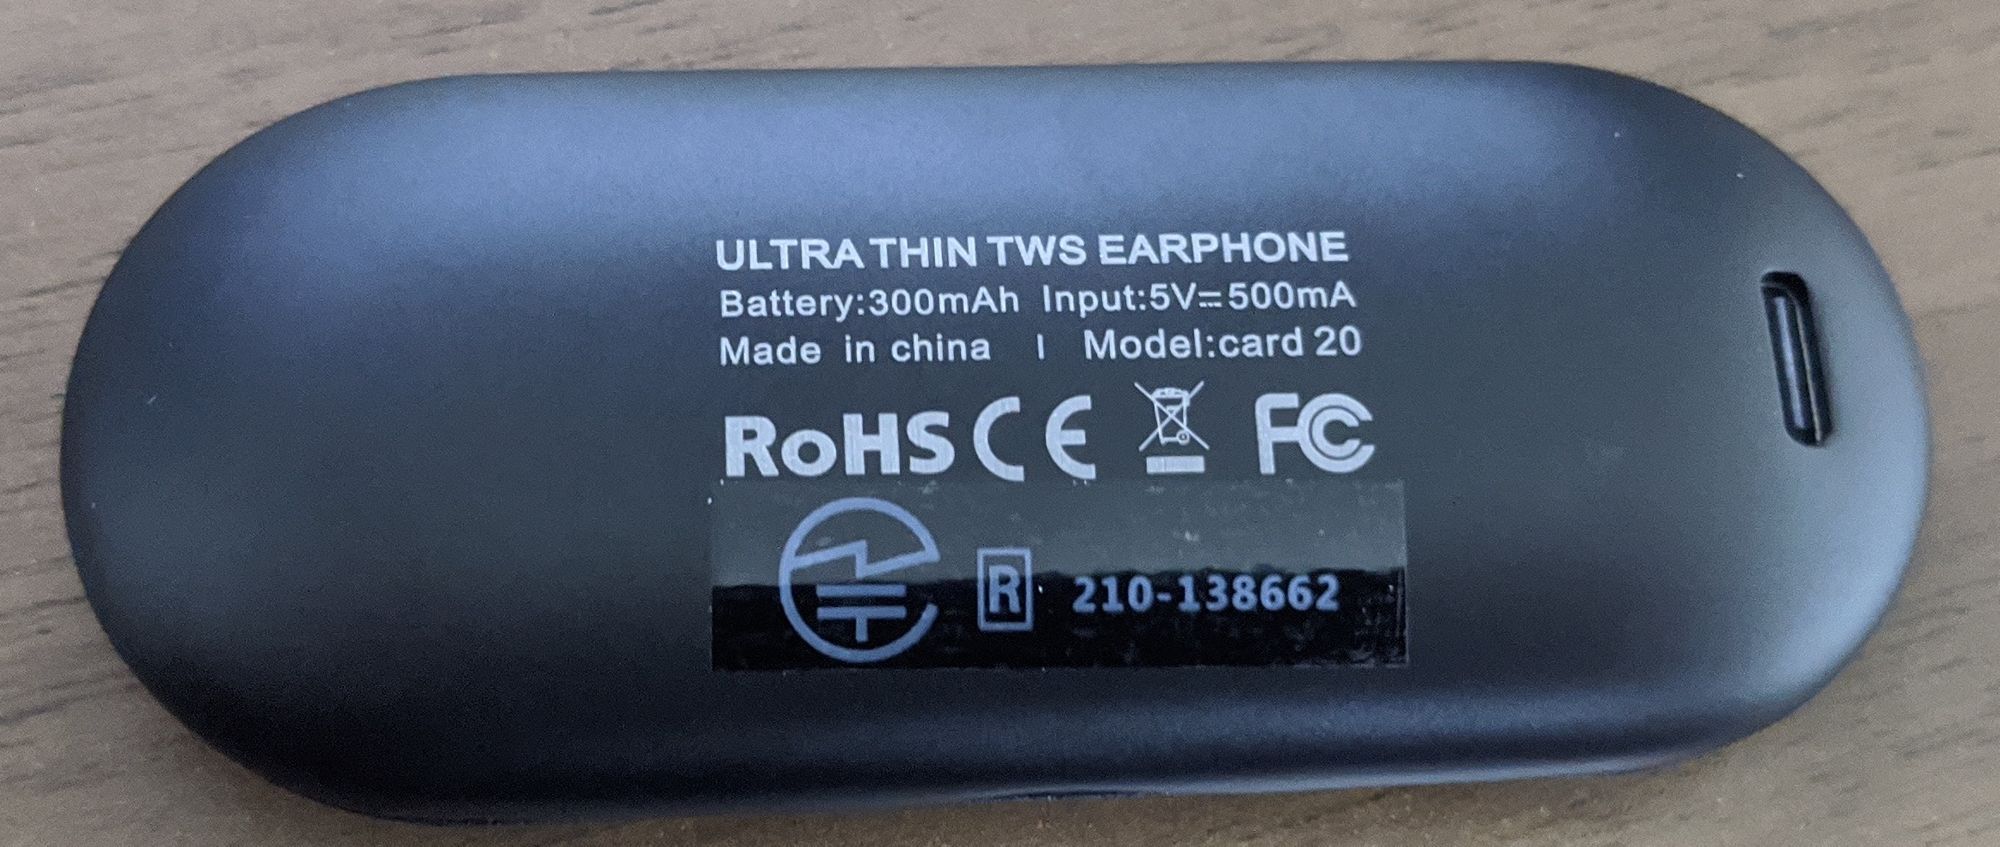 ULTRA THIN TWS EARPHONE
Battery:300mAh Input:5V⎓500mA
Made in china | Model:card 20
RoHS CE FC
R 210-138662